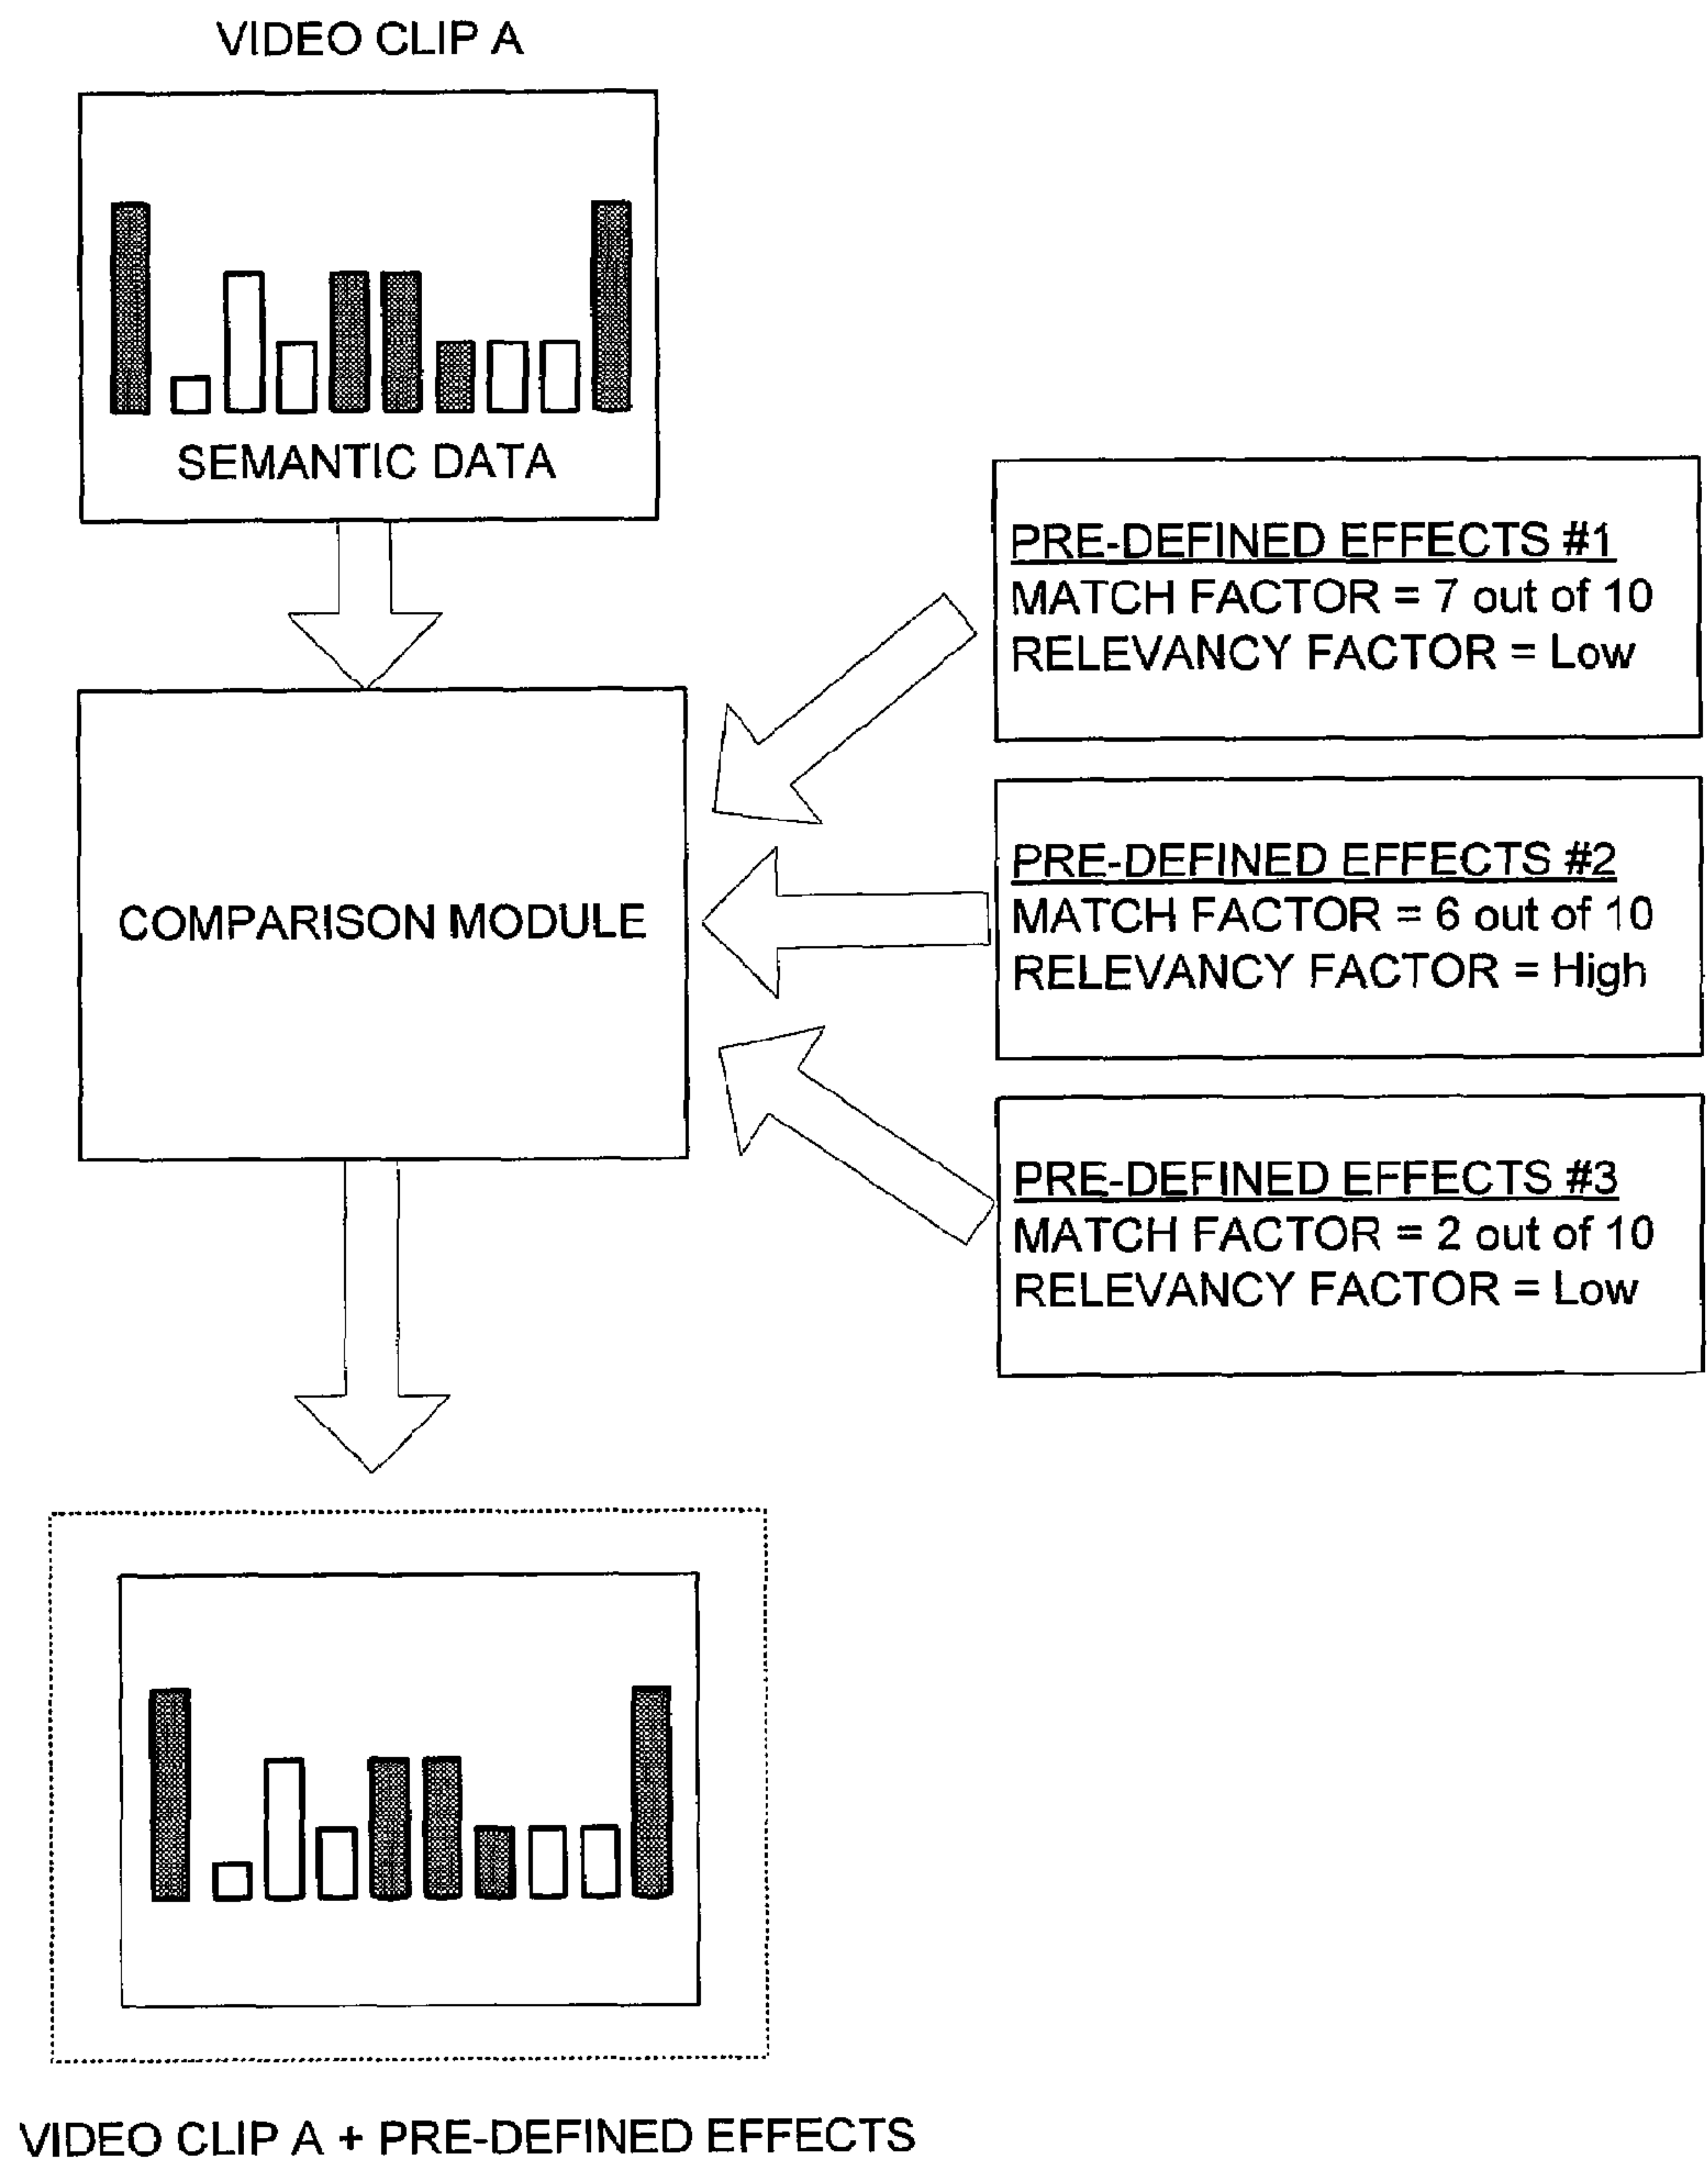 VIDEO CLIP A
SEMANTIC DATA
PRE-DEFINED EFFECTS #1
MATCH FACTOR = 7 out of 10
RELEVANCY FACTOR = Low
COMPARISON MODULE
PRE-DEFINED EFFECTS #2
MATCH FACTOR = 6 out of 10
RELEVANCY FACTOR = High
PRE-DEFINED EFFECTS #3
MATCH FACTOR = 2 out of 10
RELEVANCY FACTOR = Low
VIDEO CLIP A + PRE-DEFINED EFFECTS